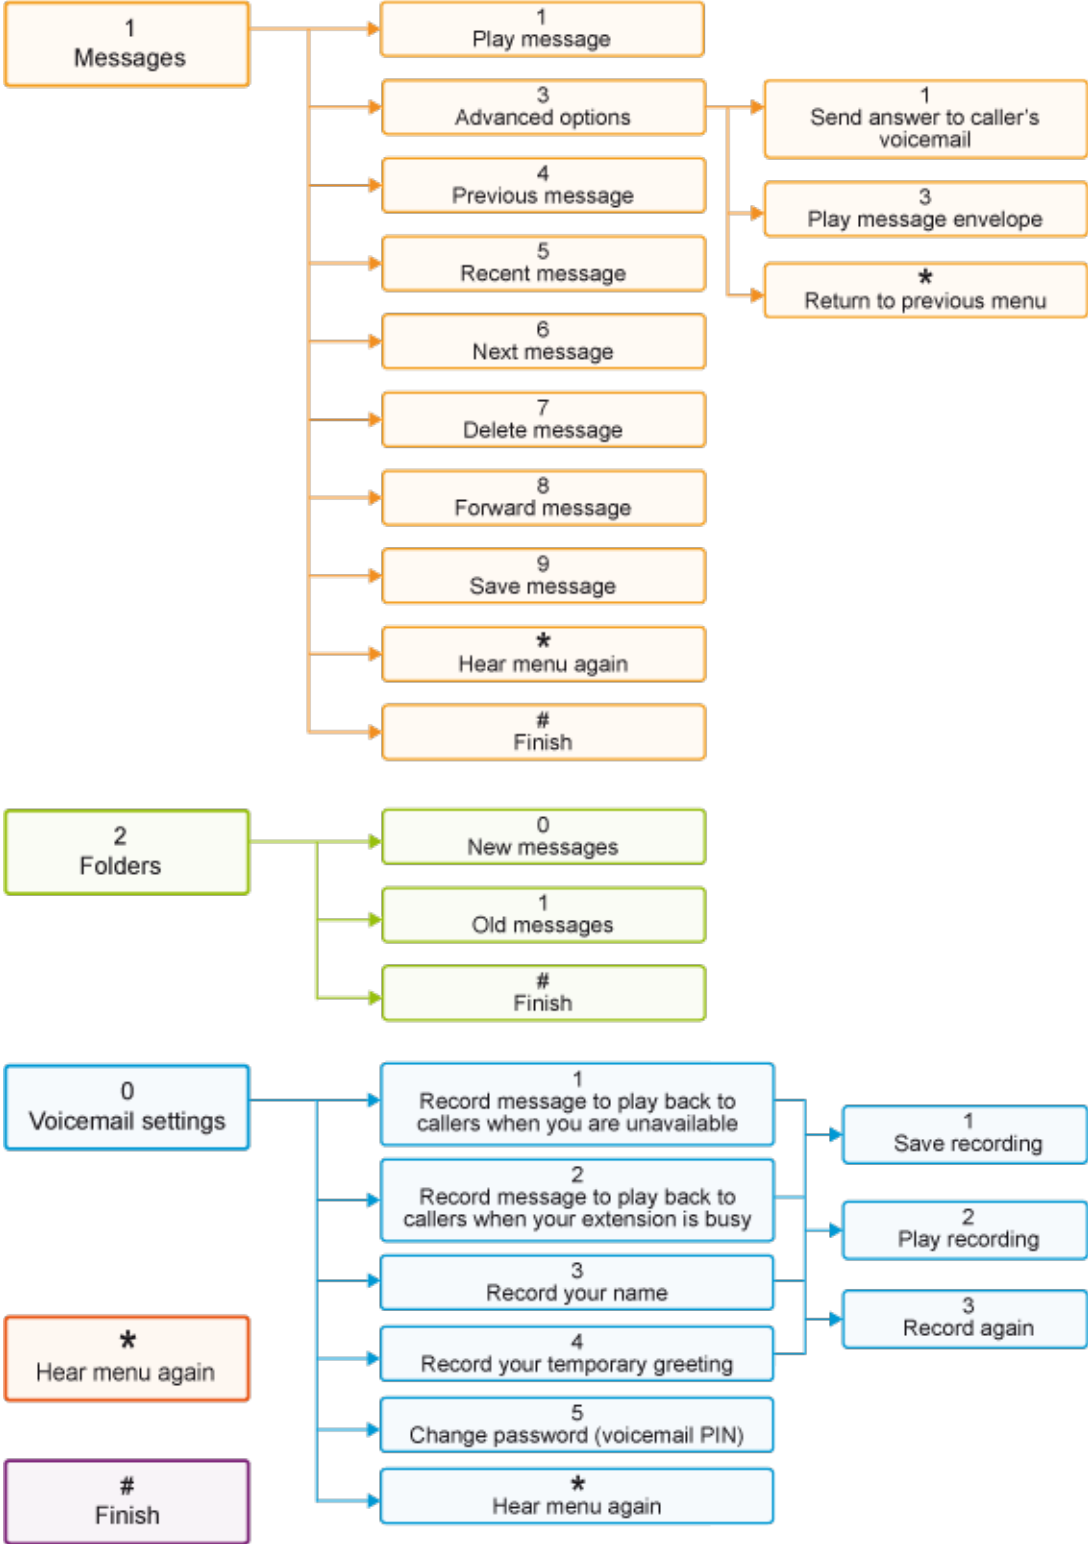 1
Messages
1
Play message
3
Advanced options
1
Send answer to caller's
voicemail
3
Play message envelope
*
Return to previous menu
4
Previous message
5
Recent message
6
Next message
7
Delete message
8
Forward message
9
Save message
*
Hear menu again
#
Finish
2
Folders
0
New messages
1
Old messages
#
Finish
0
Voicemail settings
1
Record message to play back to
callers when you are unavailable
2
Record message to play back to
callers when your extension is busy
3
Record your name
4
Record your temporary greeting
5
Change password (voicemail PIN)
*
Hear menu again
1
Save recording
2
Play recording
3
Record again
*
Hear menu again
#
Finish